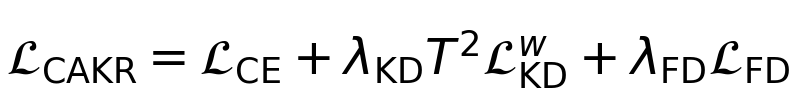 ℒ_CAKR = ℒ_CE + λ_KD T² ℒ^w_KD + λ_FD ℒ_FD